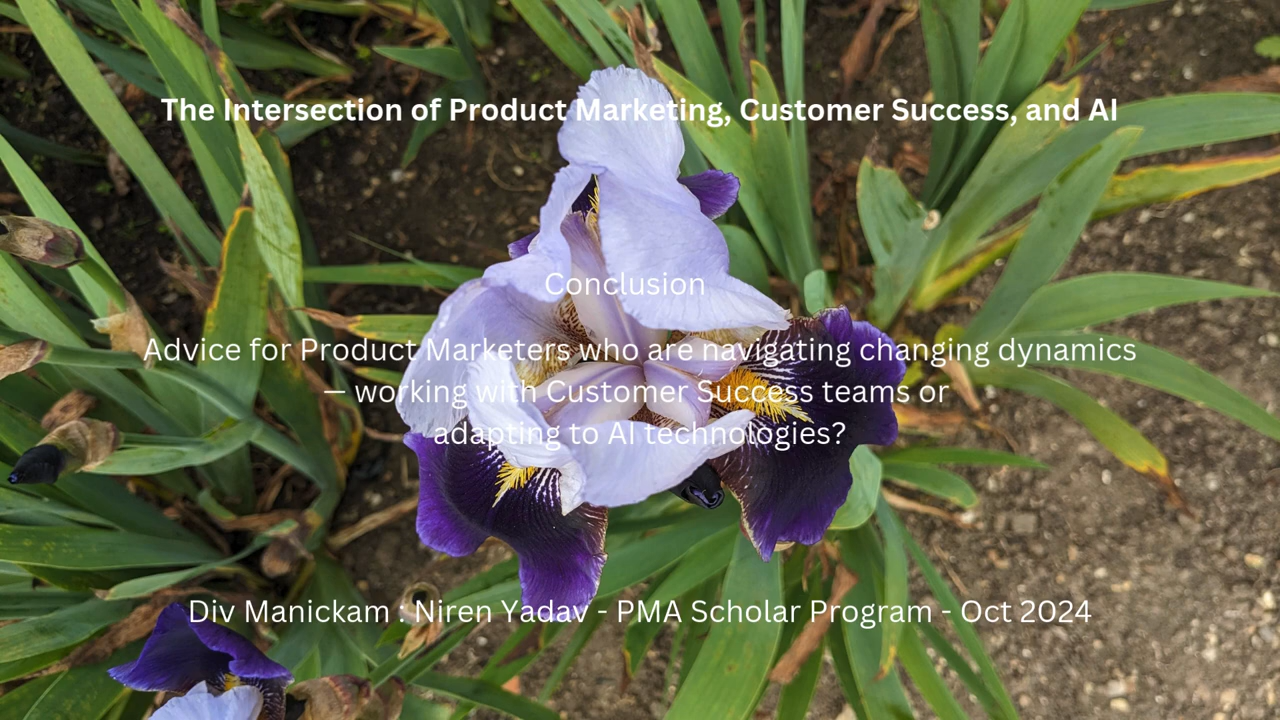 The Intersection of Product Marketing, Customer Success, and AI
Conclusion
Advice for Product Marketers who are navigating changing dynamics
— working with Customer Success teams or
adapting to AI technologies?
Div Manickam : Niren Yadav - PMA Scholar Program - Oct 2024